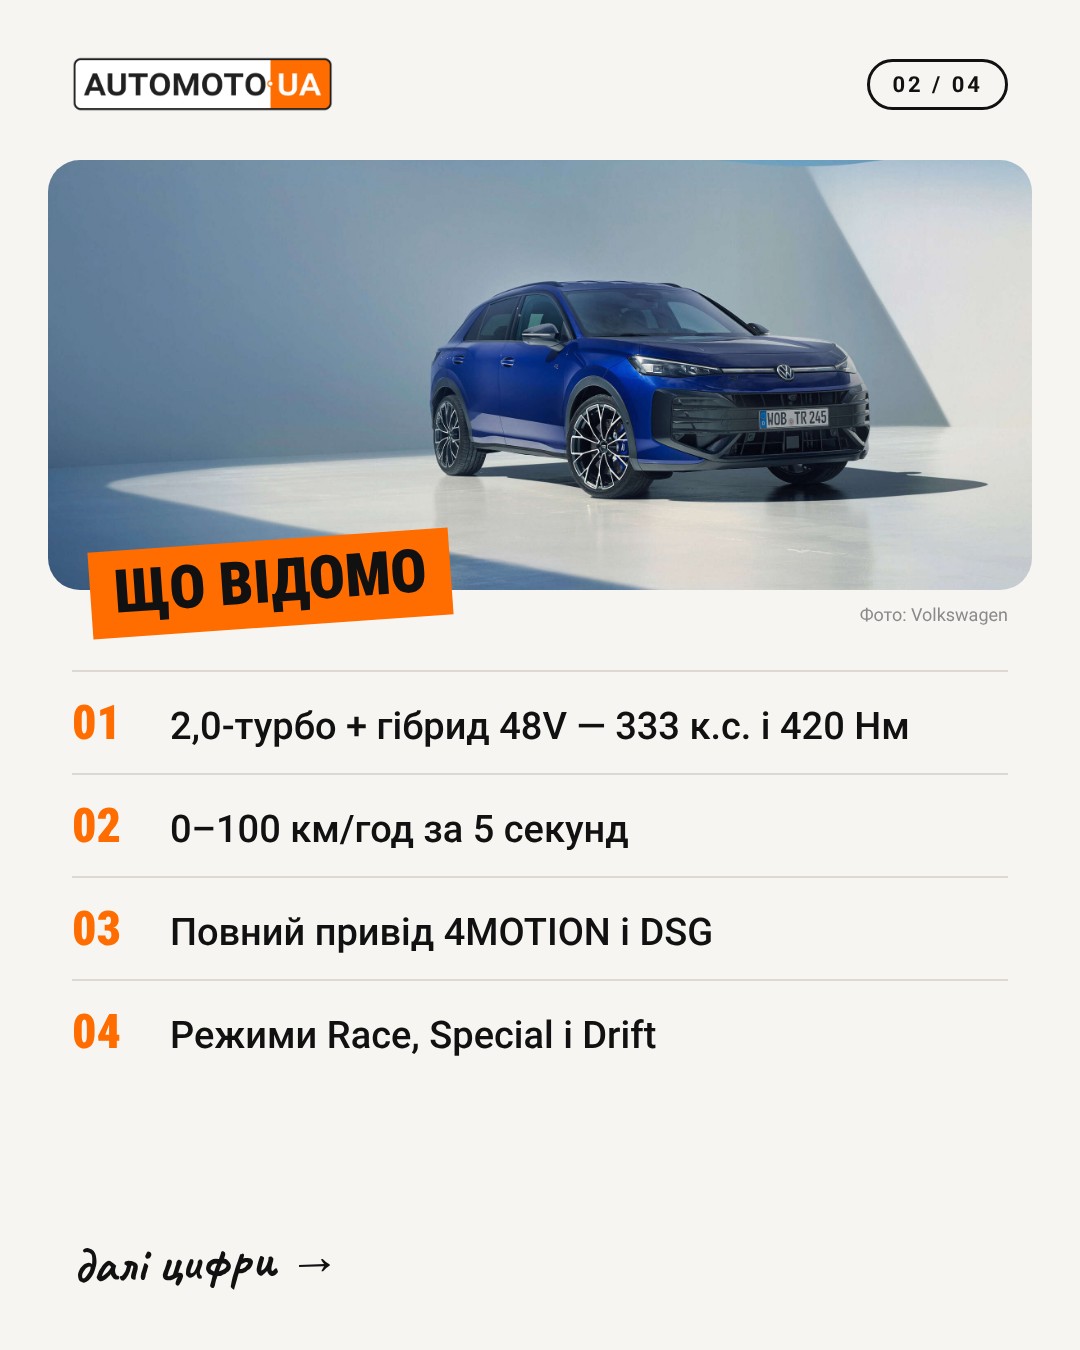 AUTOMOTO UA
02 / 04
WOB TR 245
ЩО ВІДОМО
Фото: Volkswagen
01 2,0-турбо + гібрид 48V — 333 к.с. і 420 Нм
02 0–100 км/год за 5 секунд
03 Повний привід 4MOTION і DSG
04 Режими Race, Special і Drift
далі цифри →